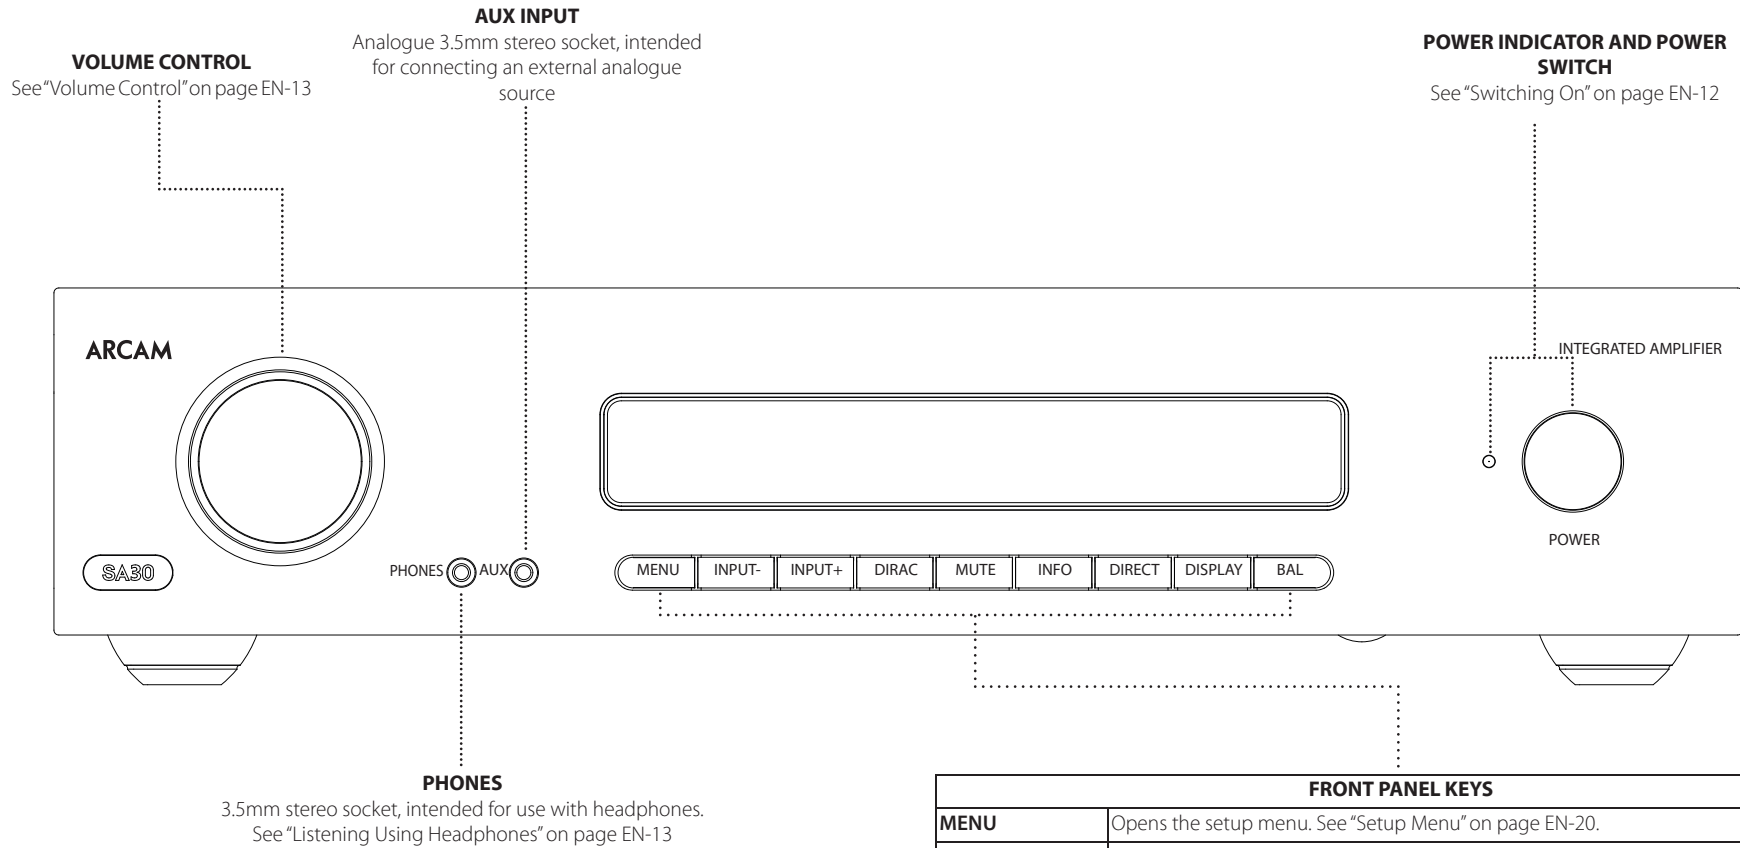 AUX INPUT
Analogue 3.5mm stereo socket, intended
for connecting an external analogue
source
VOLUME CONTROL
See “Volume Control” on page EN-13
POWER INDICATOR AND POWER
SWITCH
See “Switching On” on page EN-12
ARCAM
INTEGRATED AMPLIFIER
POWER
SA30
PHONES
AUX
MENU
INPUT-
INPUT+
DIRAC
MUTE
INFO
DIRECT
DISPLAY
BAL
PHONES
3.5mm stereo socket, intended for use with headphones.
See “Listening Using Headphones” on page EN-13
FRONT PANEL KEYS
MENU Opens the setup menu. See “Setup Menu” on page EN-20.